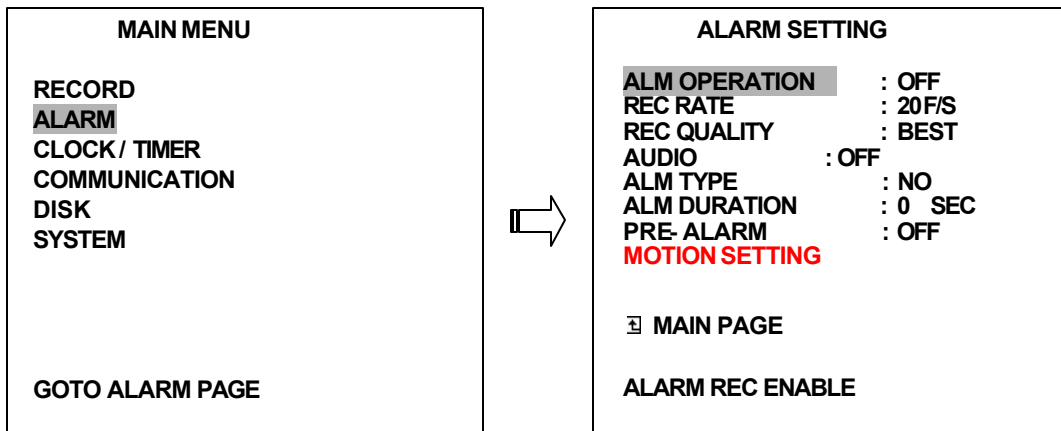 MAIN MENU
RECORD
ALARM
CLOCK / TIMER
COMMUNICATION
DISK
SYSTEM
GOTO ALARM PAGE
ALARM SETTING
ALM OPERATION : OFF
REC RATE : 20F/S
REC QUALITY : BEST
AUDIO : OFF
ALM TYPE : NO
ALM DURATION : 0 SEC
PRE- ALARM : OFF
MOTION SETTING
MAIN PAGE
ALARM REC ENABLE